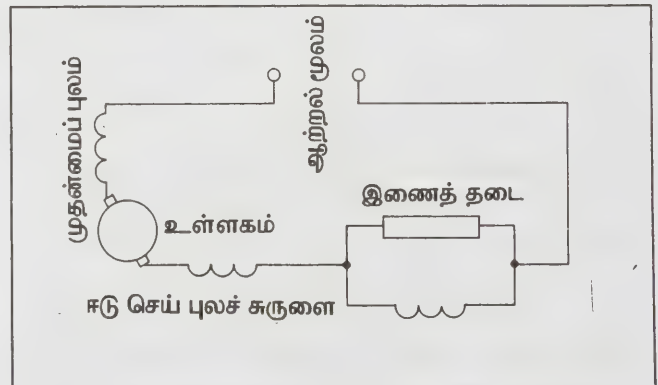 முதன்மைப் புலம்
ஆற்றல் மூலம்
இணைத் தடை
உள்ளகம்
ஈடு செய் புலச் சுருளை